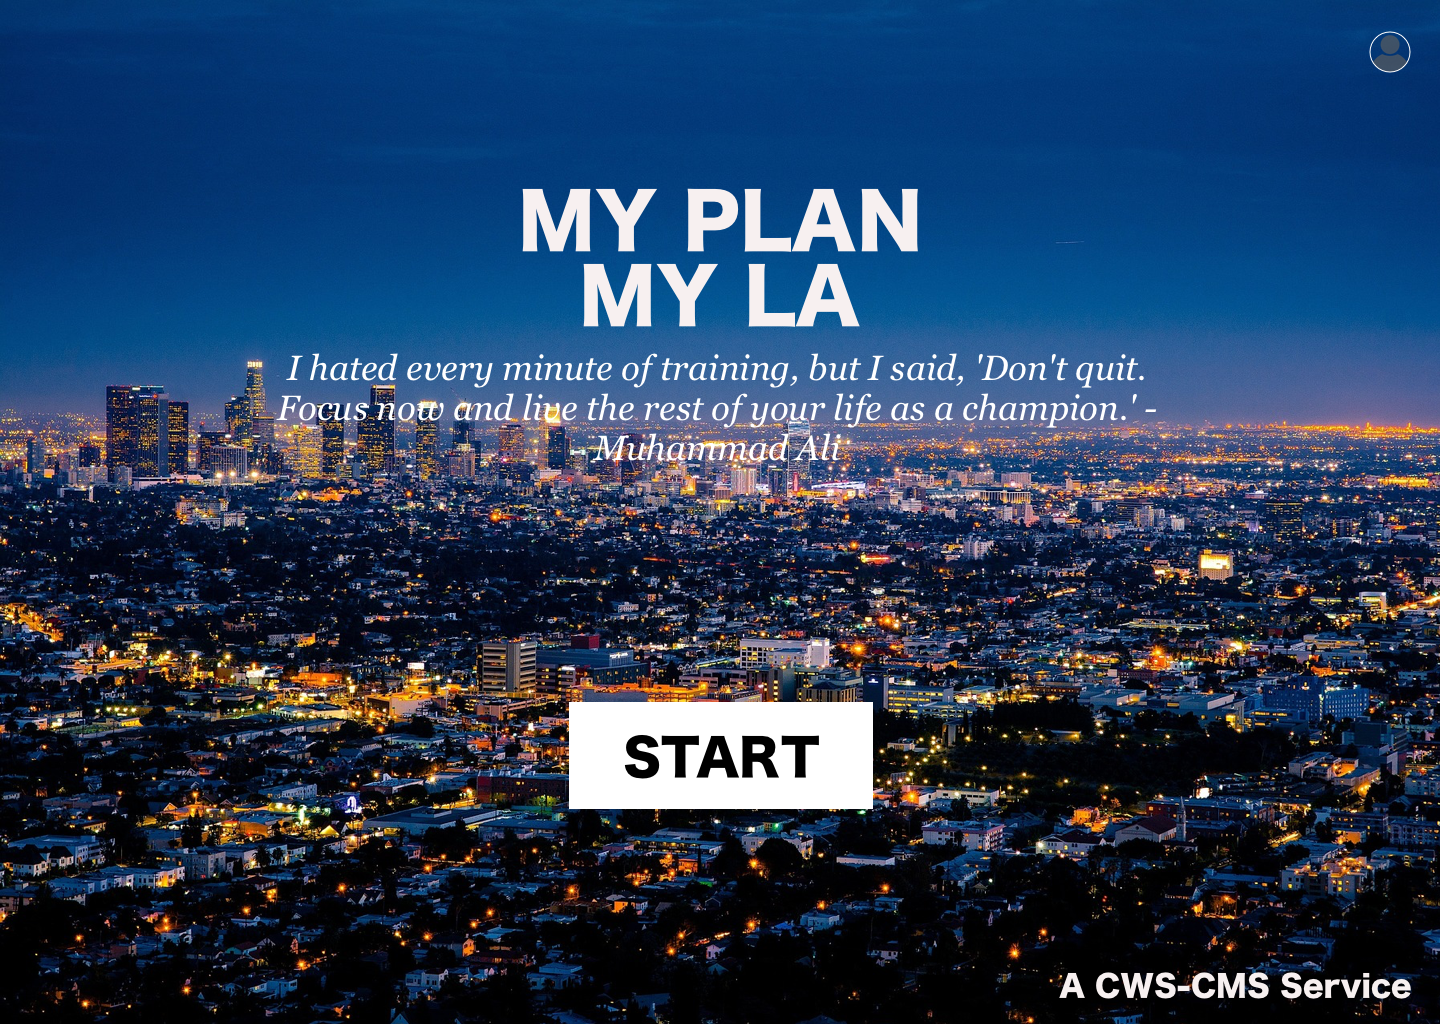 MY PLAN
MY LA
I hated every minute of training, but I said, 'Don't quit.
Focus now and live the rest of your life as a champion.' -
Muhammad Ali
START
A CWS-CMS Service